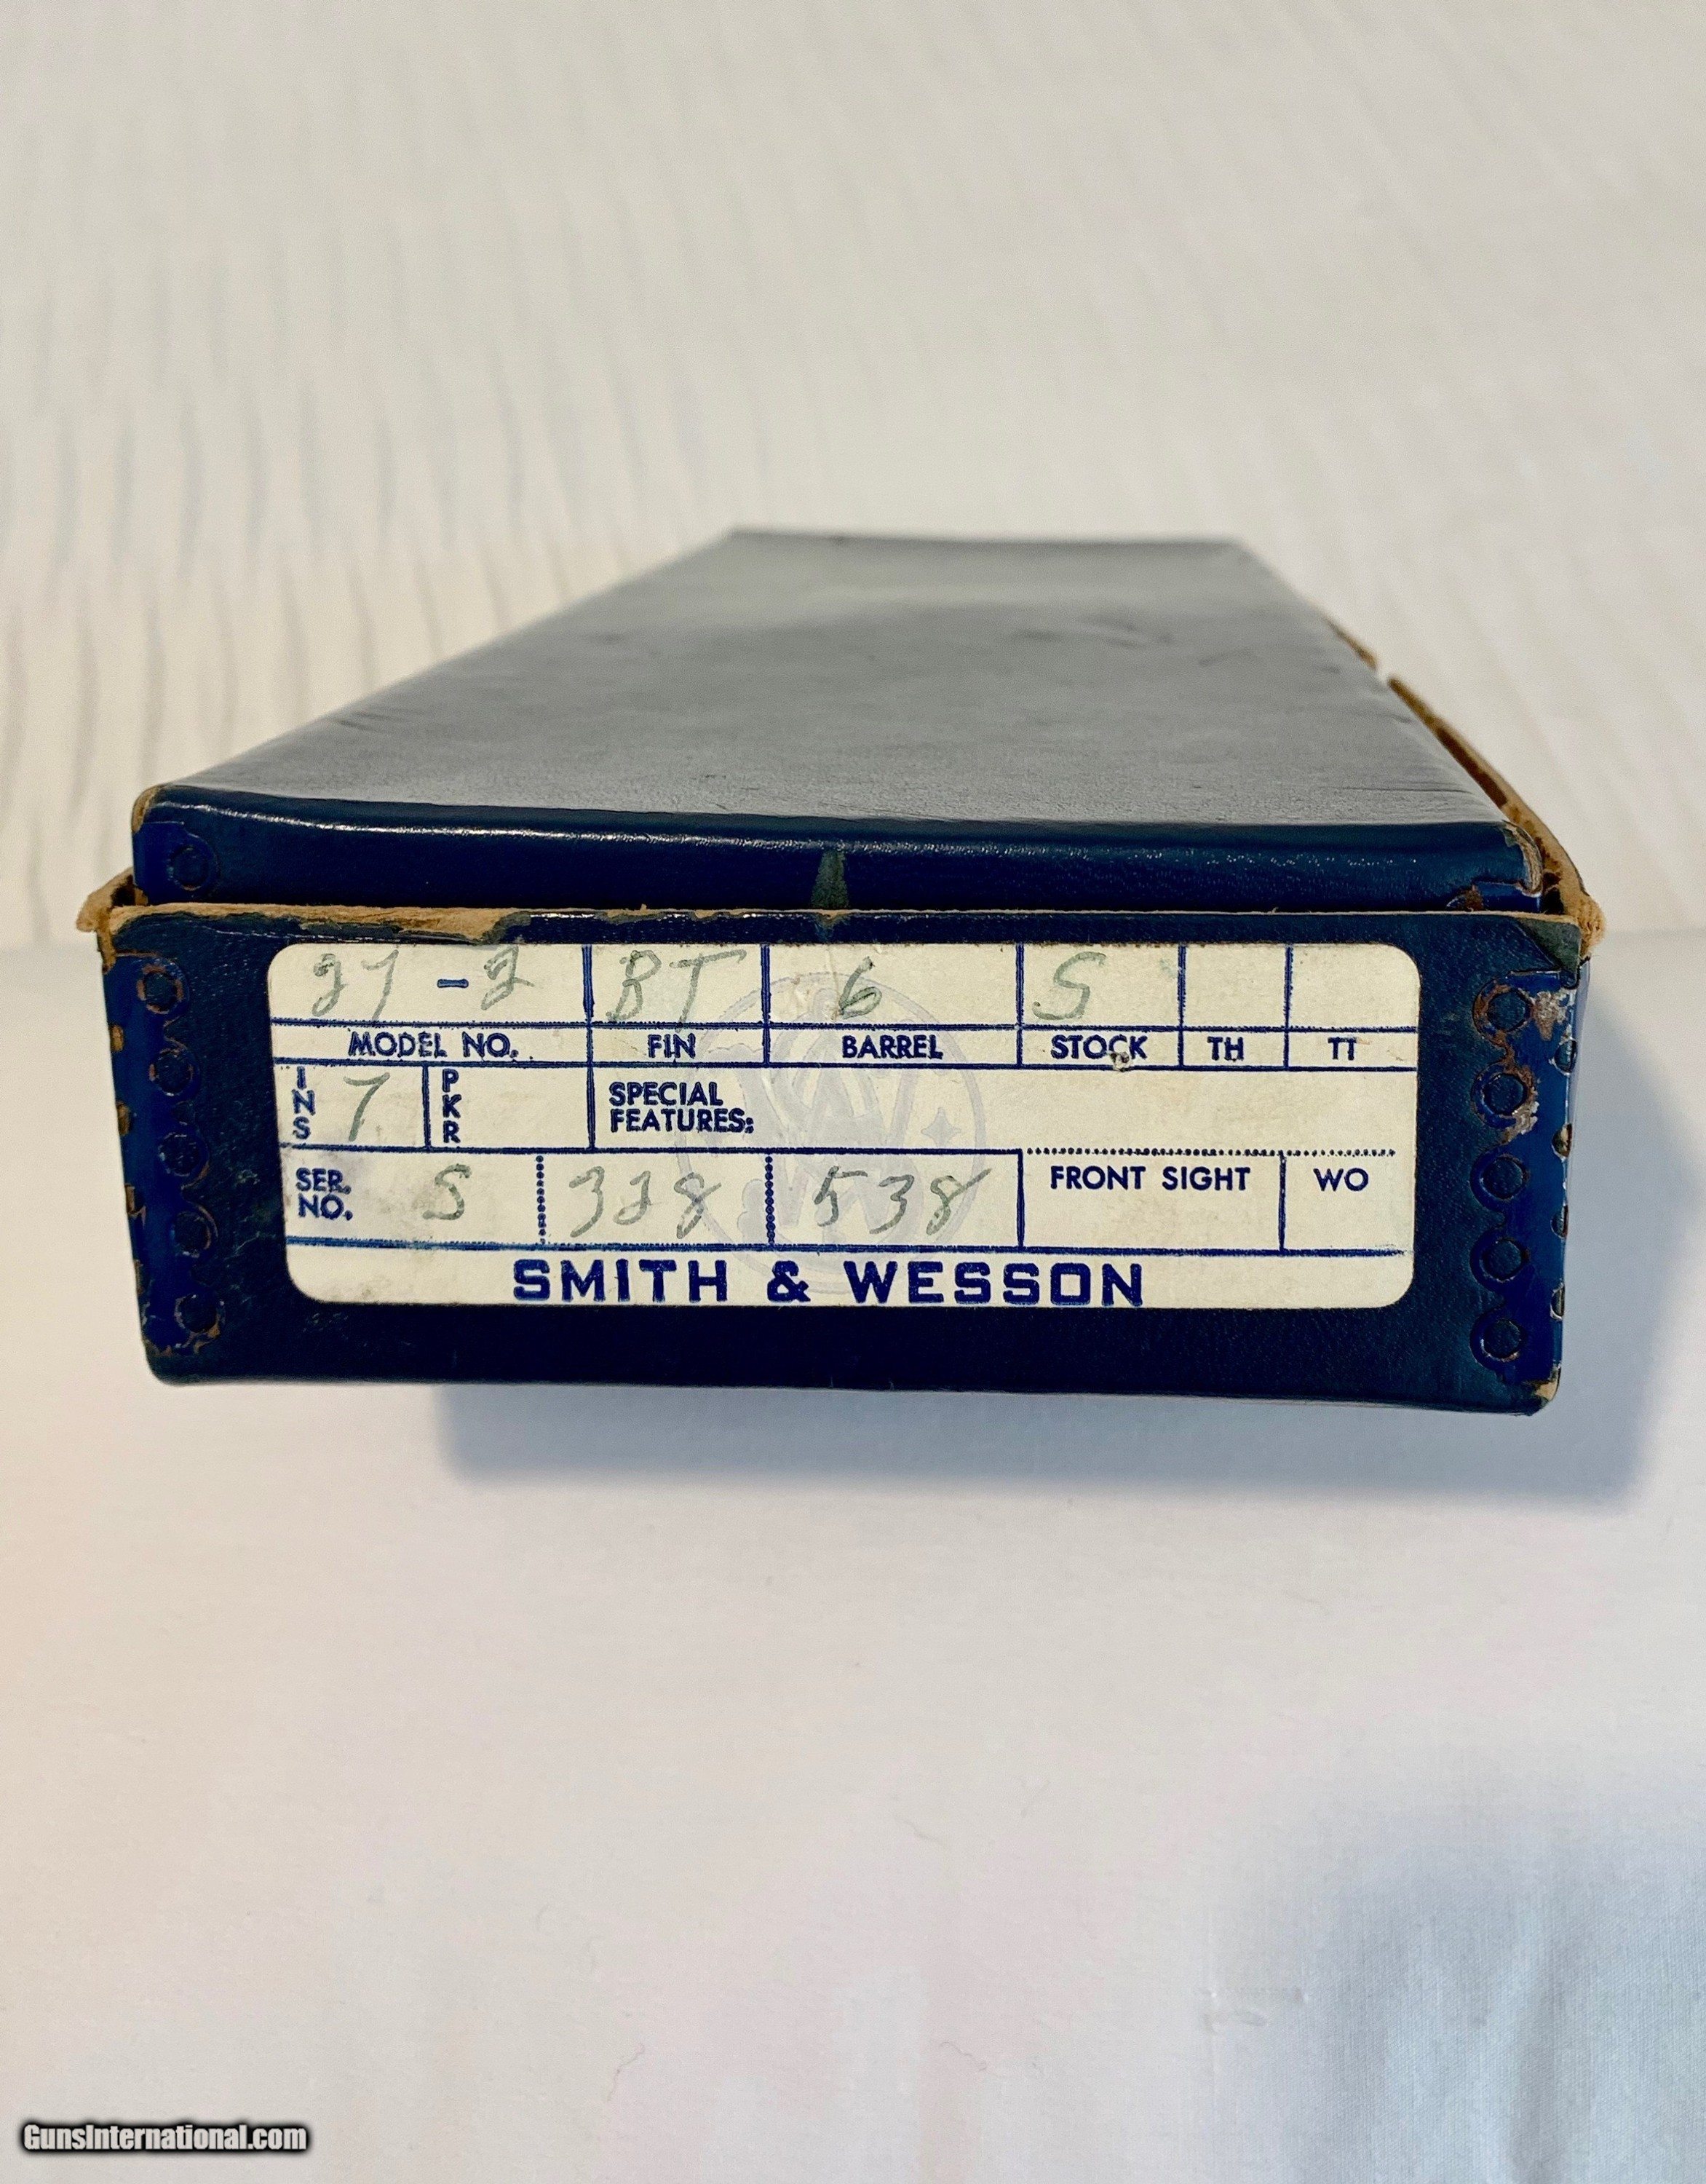 27-2 BT 6 S
MODEL NO. FIN BARREL STOCK TH TT
INS 7 PKR SPECIAL
FEATURES:
SER. NO. S 328 538 FRONT SIGHT WO
SMITH & WESSON
GunsInternational.com